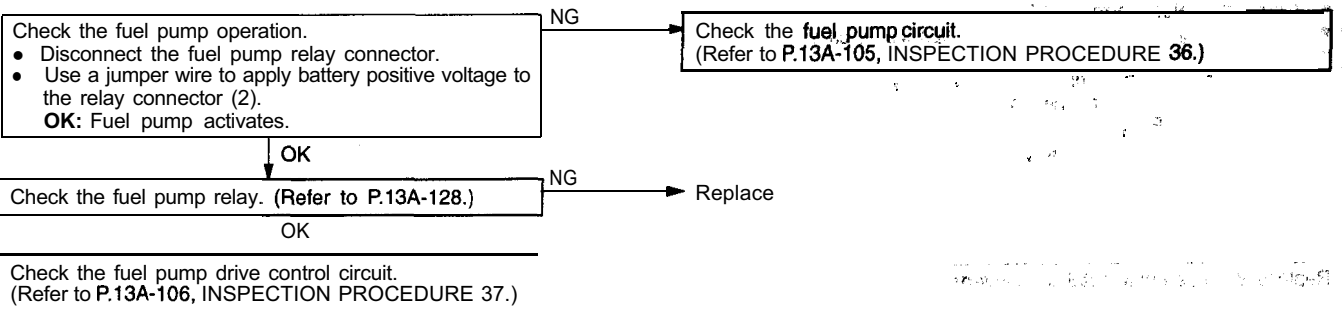 Check the fuel pump operation.
● Disconnect the fuel pump relay connector.
● Use a jumper wire to apply battery positive voltage to
the relay connector (2).
OK: Fuel pump activates.
NG
Check the fuel pump circuit.
(Refer to P.13A-105, INSPECTION PROCEDURE 36.)
OK
Check the fuel pump relay. (Refer to P.13A-128.)
NG
Replace
OK
Check the fuel pump drive control circuit.
(Refer to P.13A-106, INSPECTION PROCEDURE 37.)